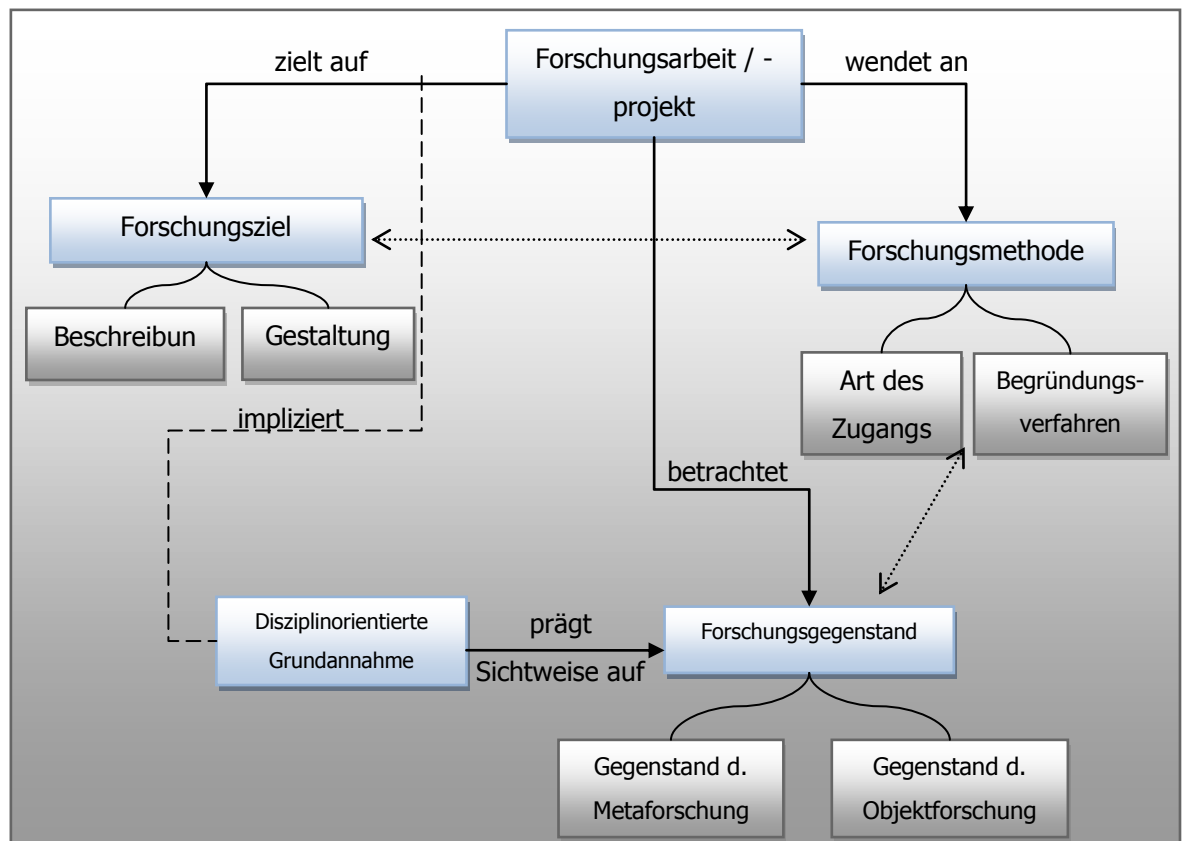 zielt auf
Forschungsarbeit / -
projekt
wendet an
Forschungsziel
Forschungsmethode
Beschreibun
Gestaltung
Art des
Zugangs
Begründungs-
verfahren
impliziert
betrachtet
Disziplinorientierte
Grundannahme
prägt
Sichtweise auf
Forschungsgegenstand
Gegenstand d.
Metaforschung
Gegenstand d.
Objektforschung